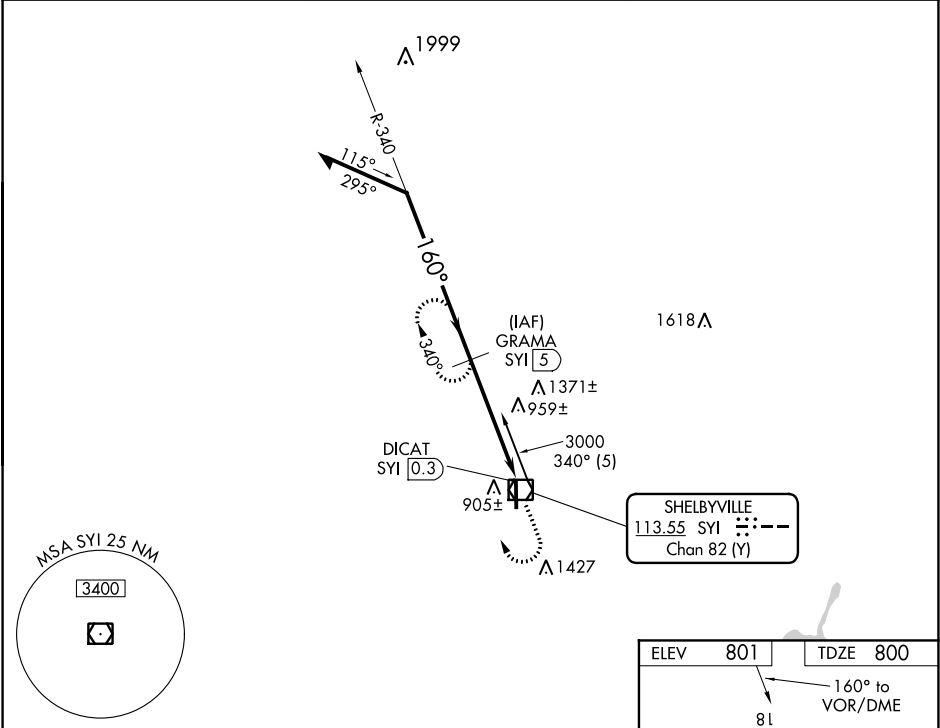 1999
R-340
115°
295°
160°
1618
(IAF)
GRAMA
SYI 5
340°
1371±
959±
3000
340° (5)
DICAT
SYI 0.3
905±
SHELBYVILLE
113.55 SYI
Chan 82 (Y)
1427
MSA SYI 25 NM
3400
ELEV 801
TDZE 800
160° to
VOR/DME
18